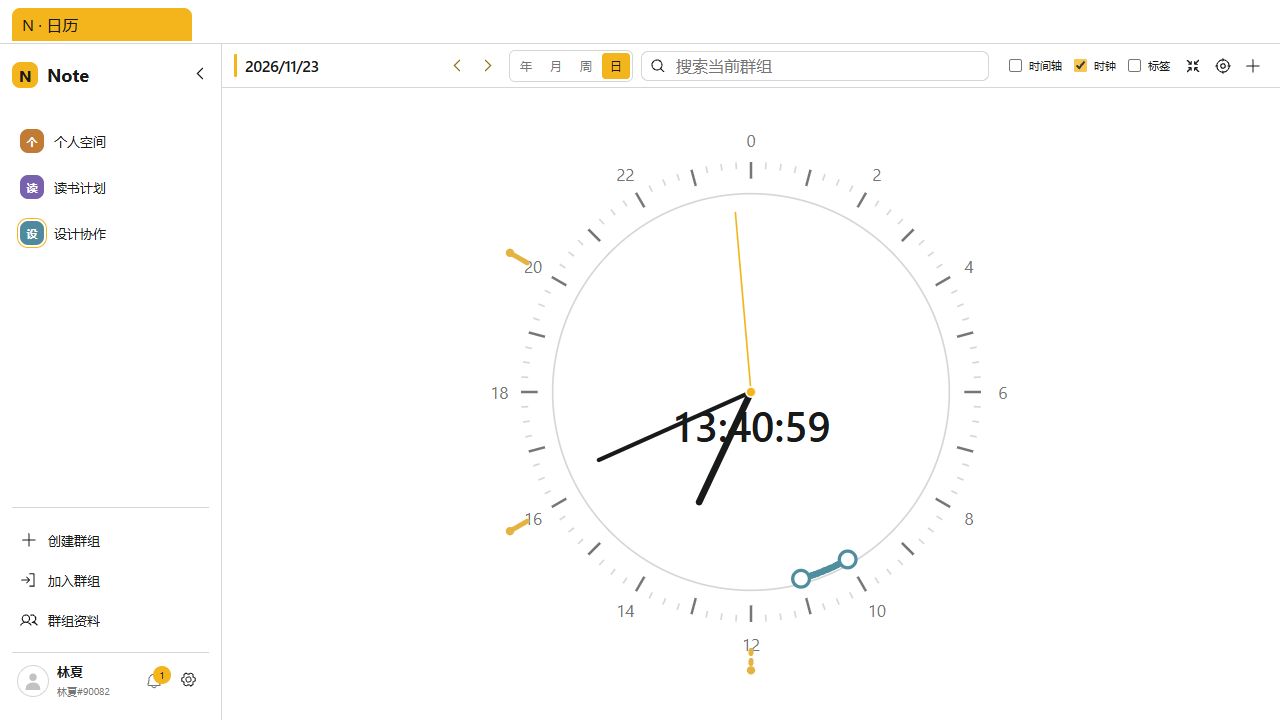 N · 日历
N Note
个 个人空间
读 读书计划
设 设计协作
创建群组
加入群组
群组资料
林夏
林夏#90082
1
2026/11/23
年 月 周 日
搜索当前群组
时间轴 时钟 标签
0
2
4
6
8
10
12
14
16
18
20
22
13:40:59